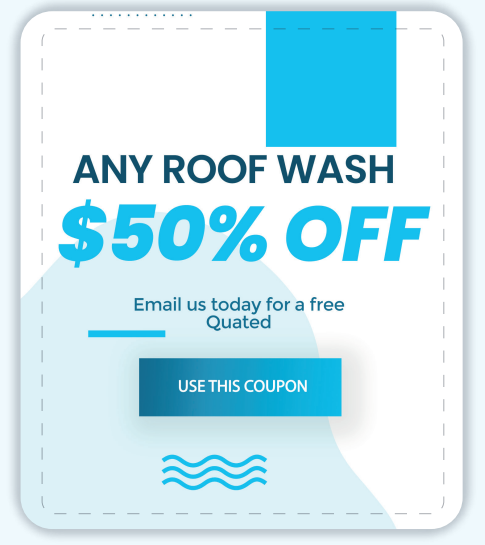 ANY ROOF WASH
$50% OFF
Email us today for a free
Quated
USE THIS COUPON